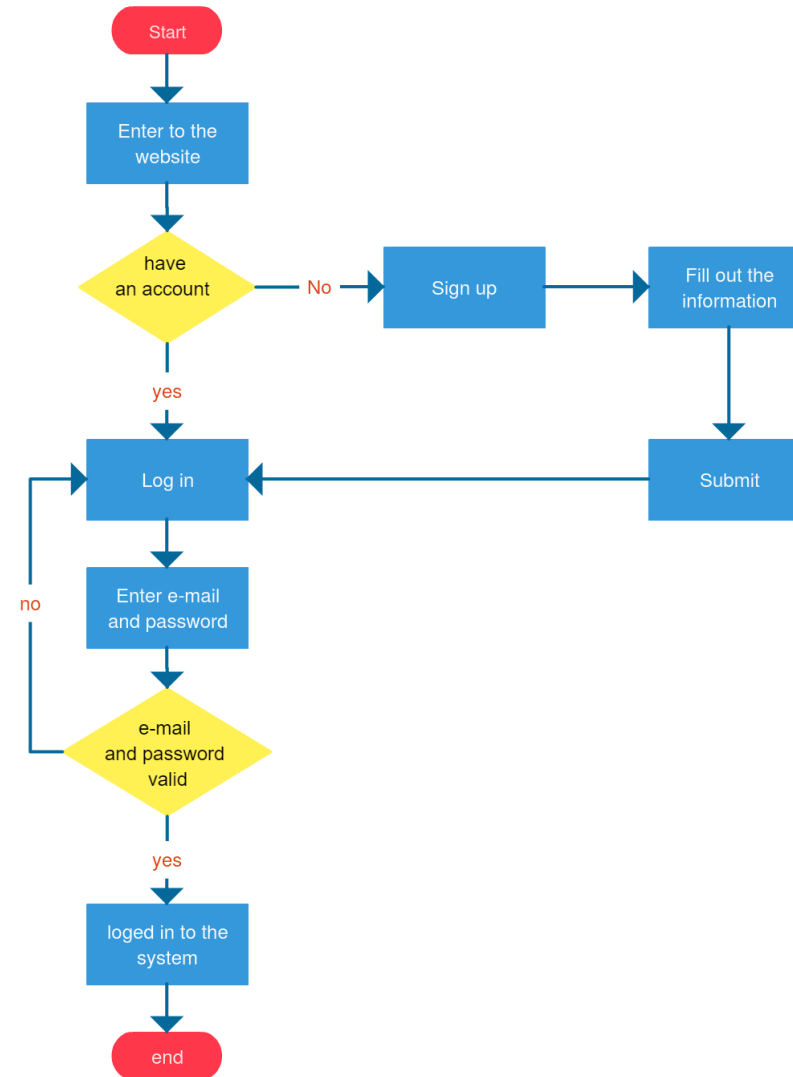 Start
Enter to the
website
have
an account
No
Sign up
Fill out the
information
yes
Log in
Submit
Enter e-mail
and password
no
e-mail
and password
valid
yes
loged in to the
system
end